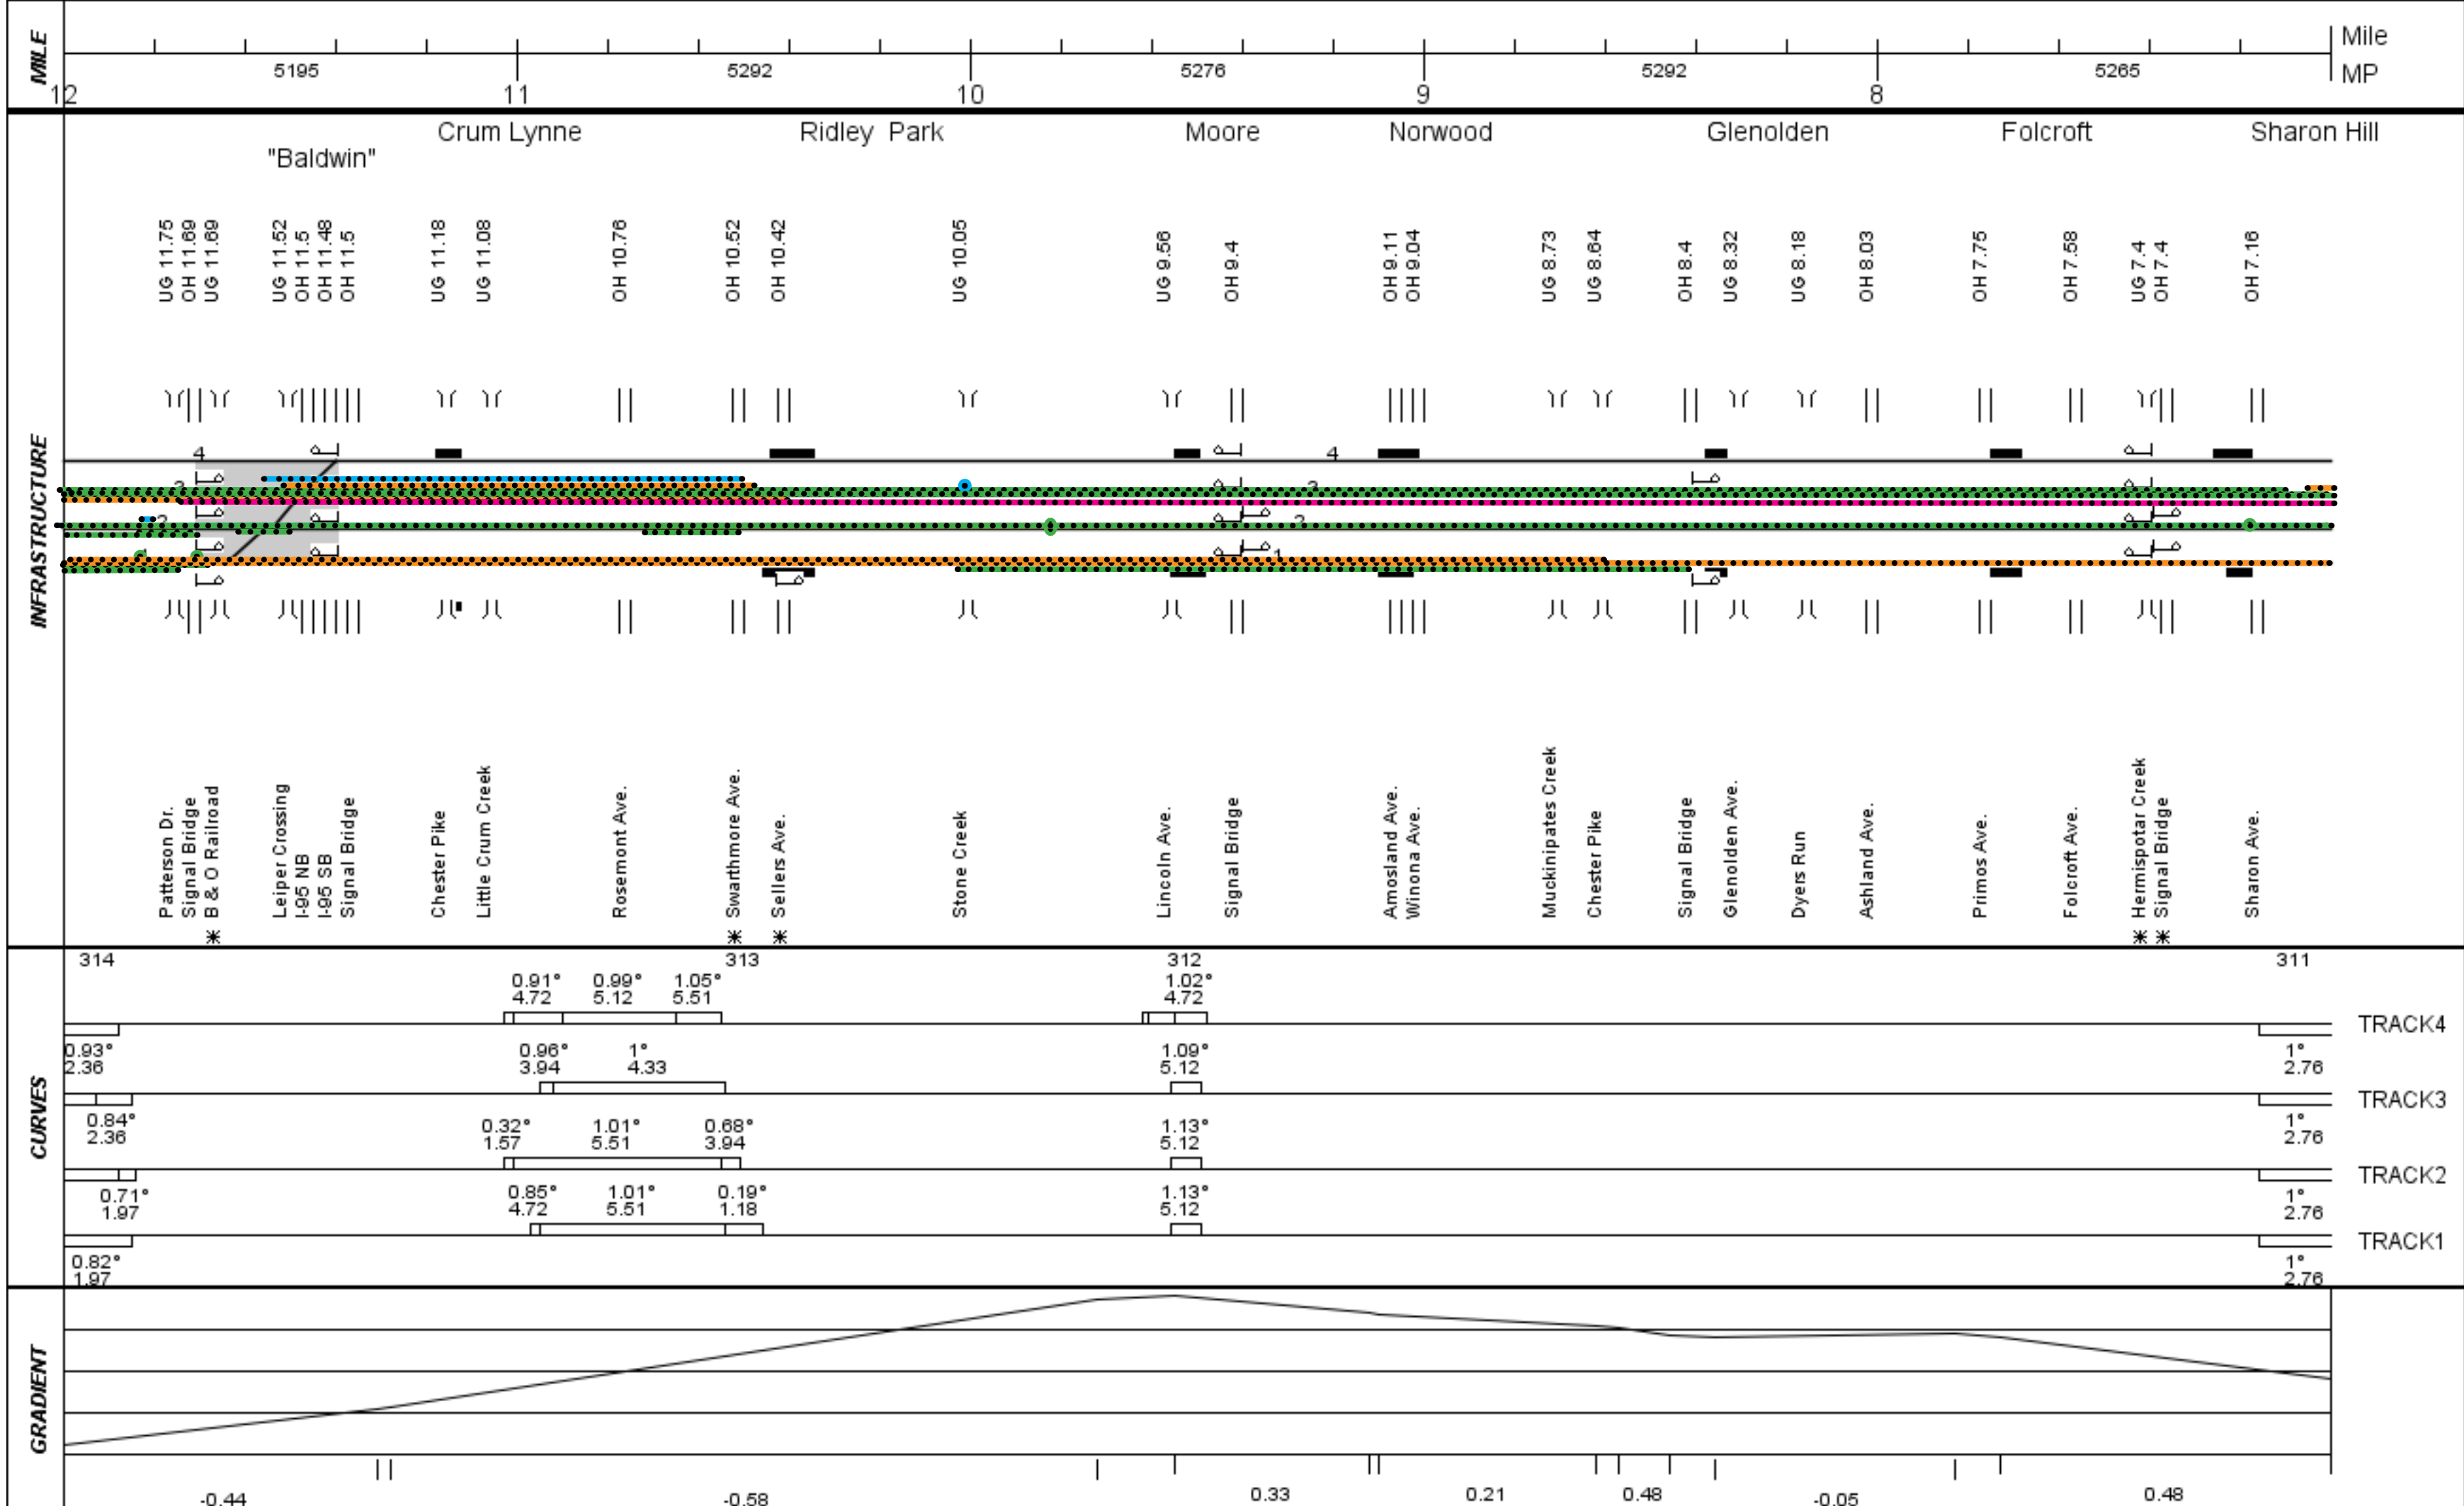 MILE
Mile
5195 5292 5276 5292 5265
MP
12 11 10 9 8
Crum Lynne Ridley Park Moore Norwood Glenolden Folcroft Sharon Hill
"Baldwin"
UG 11.75
OH 11.69
UG 11.69
UG 11.52
OH 11.5
OH 11.48
OH 11.5
UG 11.18
UG 11.08
OH 10.76
OH 10.52
OH 10.42
UG 10.05
UG 9.56
OH 9.4
OH 9.11
OH 9.04
UG 8.73
UG 8.64
OH 8.4
UG 8.32
UG 8.18
OH 8.03
OH 7.75
OH 7.58
UG 7.4
OH 7.4
OH 7.16
INFRASTRUCTURE
4 4
3 3
2 2
1
Patterson Dr.
Signal Bridge
B & O Railroad
Leiper Crossing
I-95 NB
I-95 SB
Signal Bridge
Chester Pike
Little Crum Creek
Rosemont Ave.
Swarthmore Ave.
Sellers Ave.
Stone Creek
Lincoln Ave.
Signal Bridge
Amosland Ave.
Winona Ave.
Muckinipates Creek
Chester Pike
Signal Bridge
Glenolden Ave.
Dyers Run
Ashland Ave.
Primos Ave.
Folcroft Ave.
Hermispotar Creek
Signal Bridge
Sharon Ave.
* * * * *
CURVES
314 313 312 311
0.91° 0.99° 1.05° 1.02°
4.72 5.12 5.51 4.72
TRACK4
0.93° 0.96° 1° 1.09° 1°
2.36 3.94 4.33 5.12 2.76
TRACK3
0.84° 0.32° 1.01° 0.68° 1.13° 1°
2.36 1.57 5.51 3.94 5.12 2.76
TRACK2
0.71° 0.85° 1.01° 0.19° 1.13° 1°
1.97 4.72 5.51 1.18 5.12 2.76
TRACK1
0.82° 1°
1.97 2.76
GRADIENT
-0.44 -0.58 0.33 0.21 0.48 -0.05 0.48